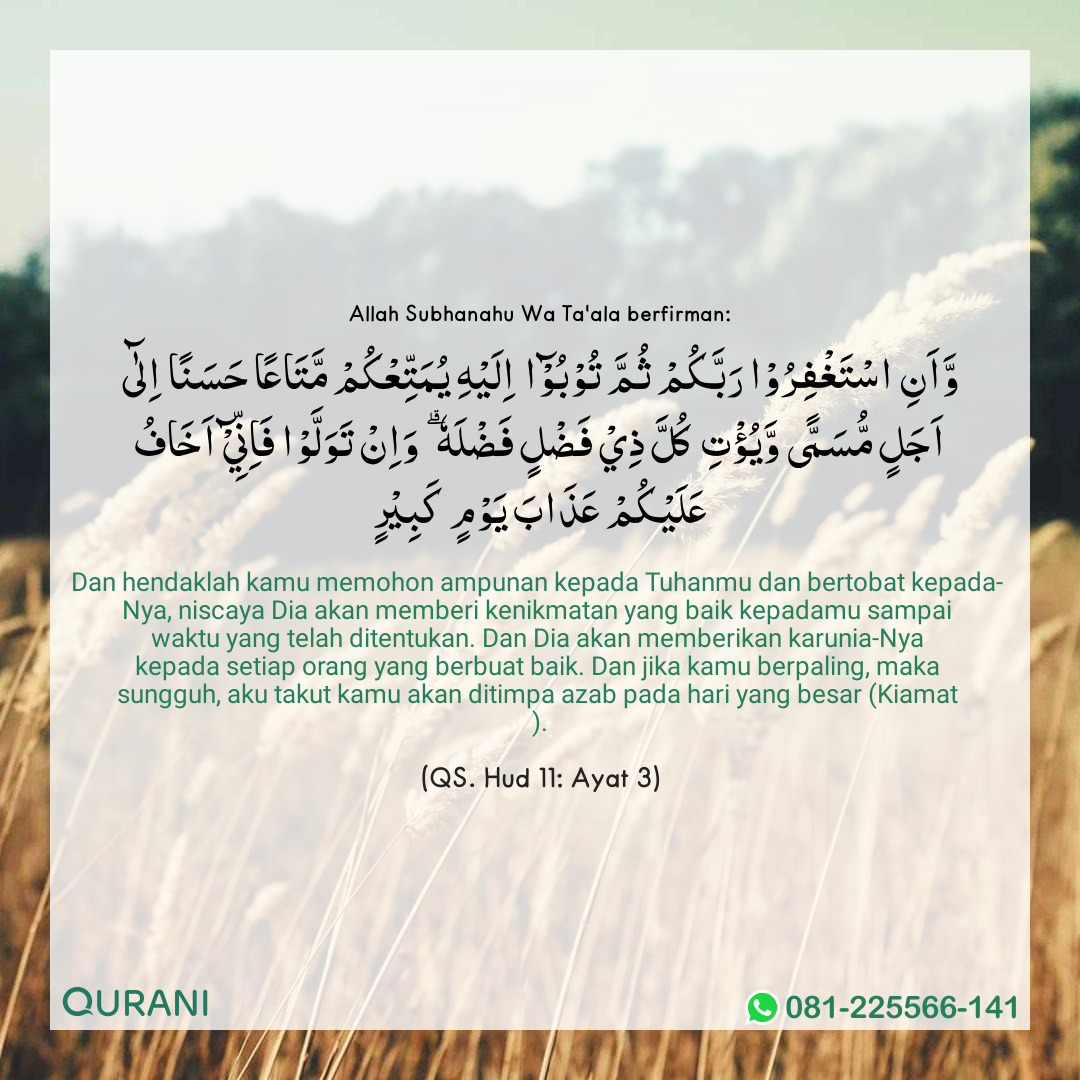 Allah Subhanahu Wa Ta'ala berfirman:
وَّاَنِ اسْتَغْفِرُوْا رَبَّكُمْ ثُمَّ تُوْبُوْٓا اِلَيْهِ يُمَتِّعْكُمْ مَّتَاعًا حَسَنًا اِلٰٓى
اَجَلٍ مُّسَمًّى وَّيُؤْتِ كُلَّ ذِيْ فَضْلٍ فَضْلَهٗ ۗ وَاِنْ تَوَلَّوْا فَاِنِّيْٓ اَخَافُ
عَلَيْكُمْ عَذَابَ يَوْمٍ كَبِيْرٍ
Dan hendaklah kamu memohon ampunan kepada Tuhanmu dan bertobat kepada-
Nya, niscaya Dia akan memberi kenikmatan yang baik kepadamu sampai
waktu yang telah ditentukan. Dan Dia akan memberikan karunia-Nya
kepada setiap orang yang berbuat baik. Dan jika kamu berpaling, maka
sungguh, aku takut kamu akan ditimpa azab pada hari yang besar (Kiamat
).
(QS. Hud 11: Ayat 3)
QURANI
081-225566-141